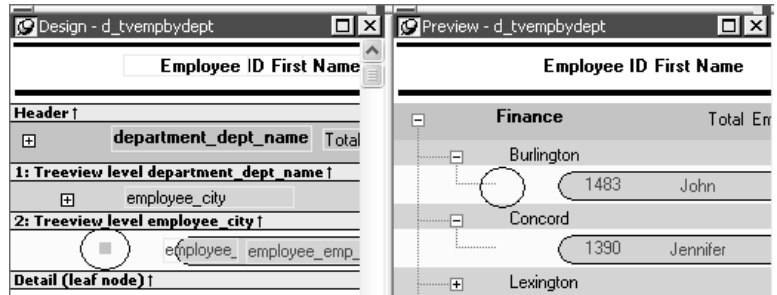 Design - d_tvempbydept
Employee ID First Name
Header ↑
department_dept_name Total
1: Treeview level department_dept_name ↑
employee_city
2: Treeview level employee_city ↑
employee_ employee_emp_
Detail (leaf node) ↑
Preview - d_tvempbydept
Employee ID First Name
Finance Total Em
Burlington
1483 John
Concord
1390 Jennifer
Lexington